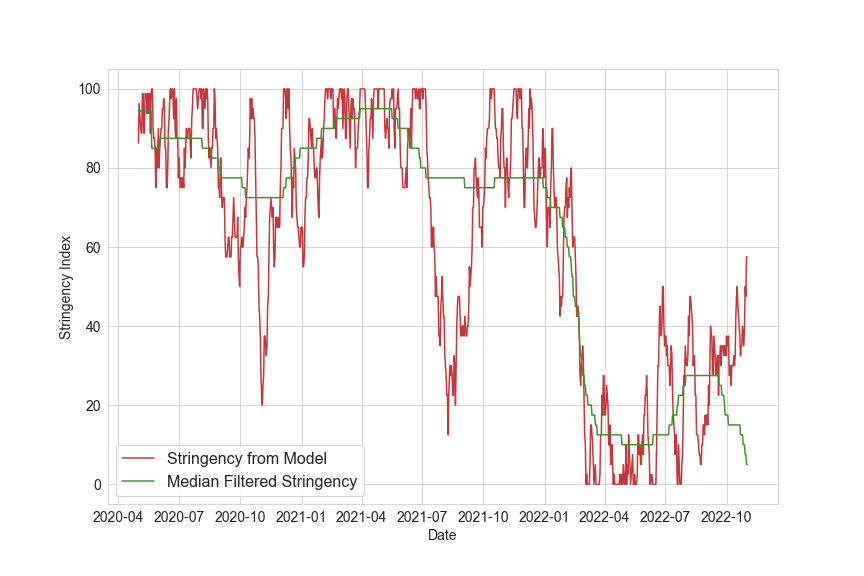 100
80
60
40
20
0
Stringency Index
Stringency from Model
Median Filtered Stringency
2020-04 2020-07 2020-10 2021-01 2021-04 2021-07 2021-10 2022-01 2022-04 2022-07 2022-10
Date